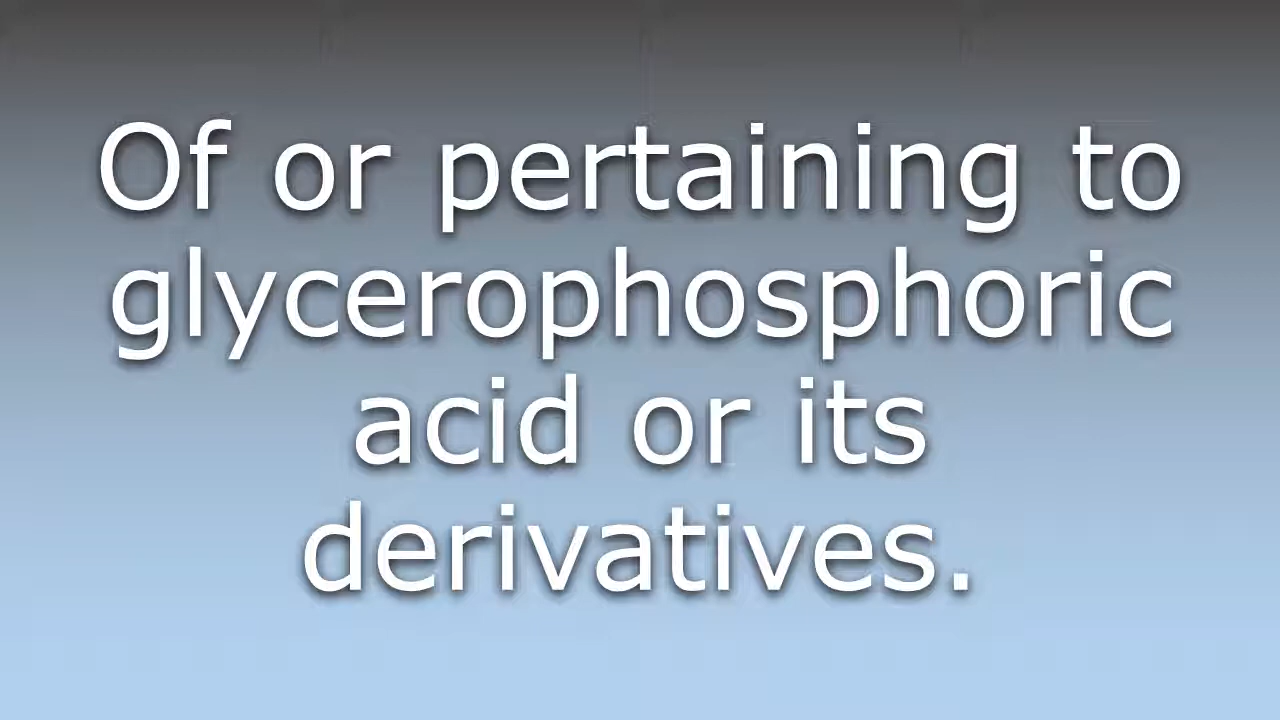 Of or pertaining to
glycerophosphoric
acid or its
derivatives.